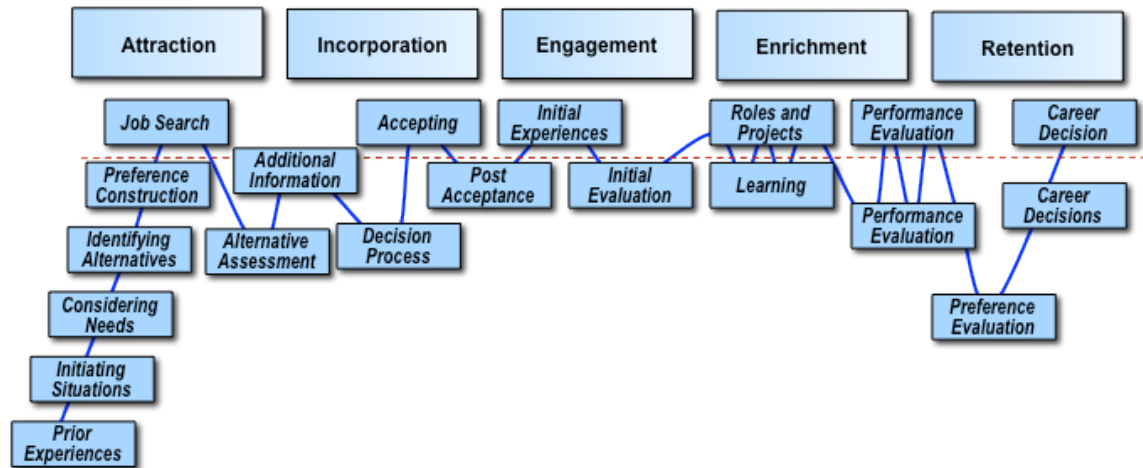 Attraction
Incorporation
Engagement
Enrichment
Retention
Job Search
Accepting
Initial
Experiences
Roles and
Projects
Performance
Evaluation
Career
Decision
Preference
Construction
Additional
Information
Post
Acceptance
Initial
Evaluation
Learning
Career
Decisions
Identifying
Alternatives
Alternative
Assessment
Decision
Process
Performance
Evaluation
Considering
Needs
Preference
Evaluation
Initiating
Situations
Prior
Experiences